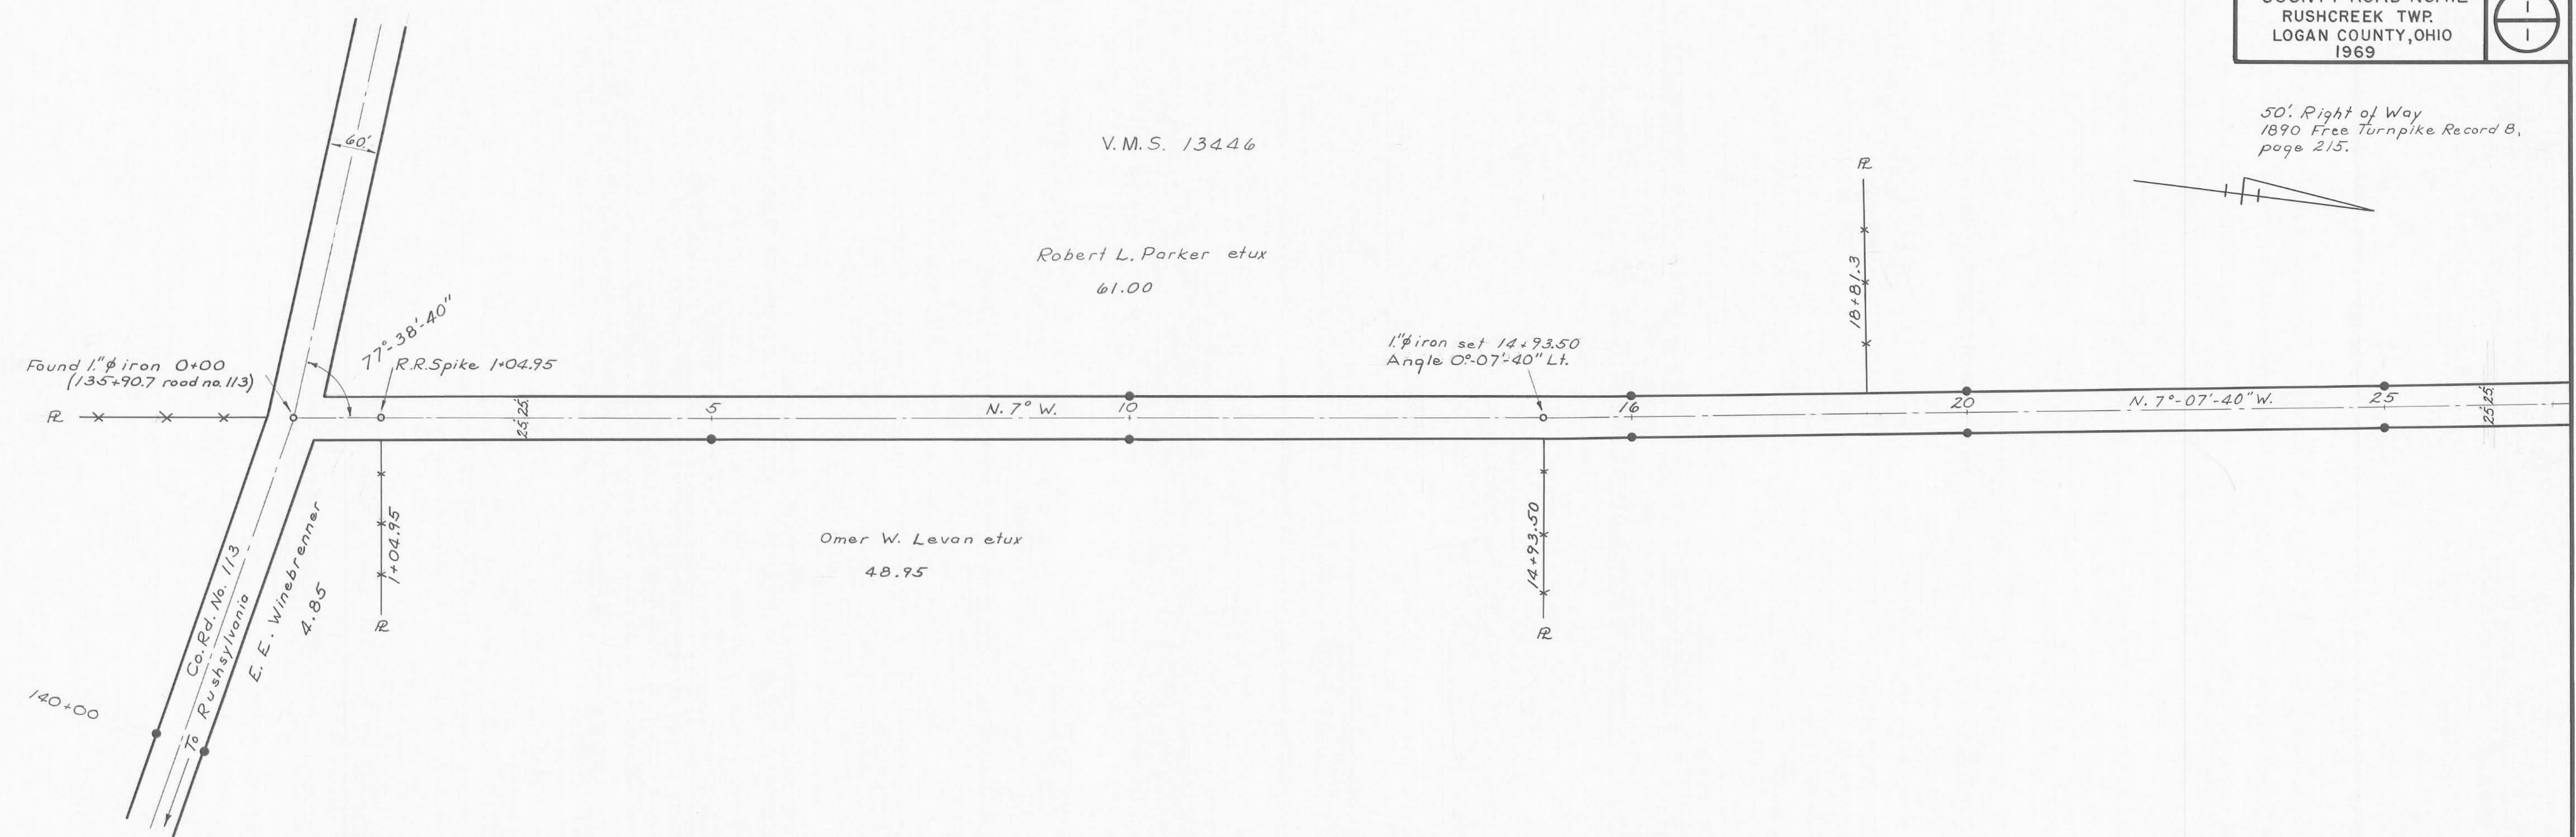 RUSHCREEK TWP.
LOGAN COUNTY, OHIO
1969
50' Right of Way
1890 Free Turnpike Record B,
page 215.
60'
V.M.S. 13446
Robert L. Parker etux
61.00
PL
18+81.3
77°-38'-40"
Found 1"ϕ iron 0+00
(135+90.7 road no. 113)
R.R. Spike 1+04.95
1"ϕ iron set 14+93.50
Angle 0°-07'-40" Lt.
PL
25' 25'
5
N. 7° W.
10
16
20
N. 7°-07'-40" W.
25
25' 25'
1+04.95
PL
Omer W. Levan etux
48.95
14+93.50
PL
Co. Rd. No. 113
To Rushsylvania
E. E. Winebrenner
4.85
140+00